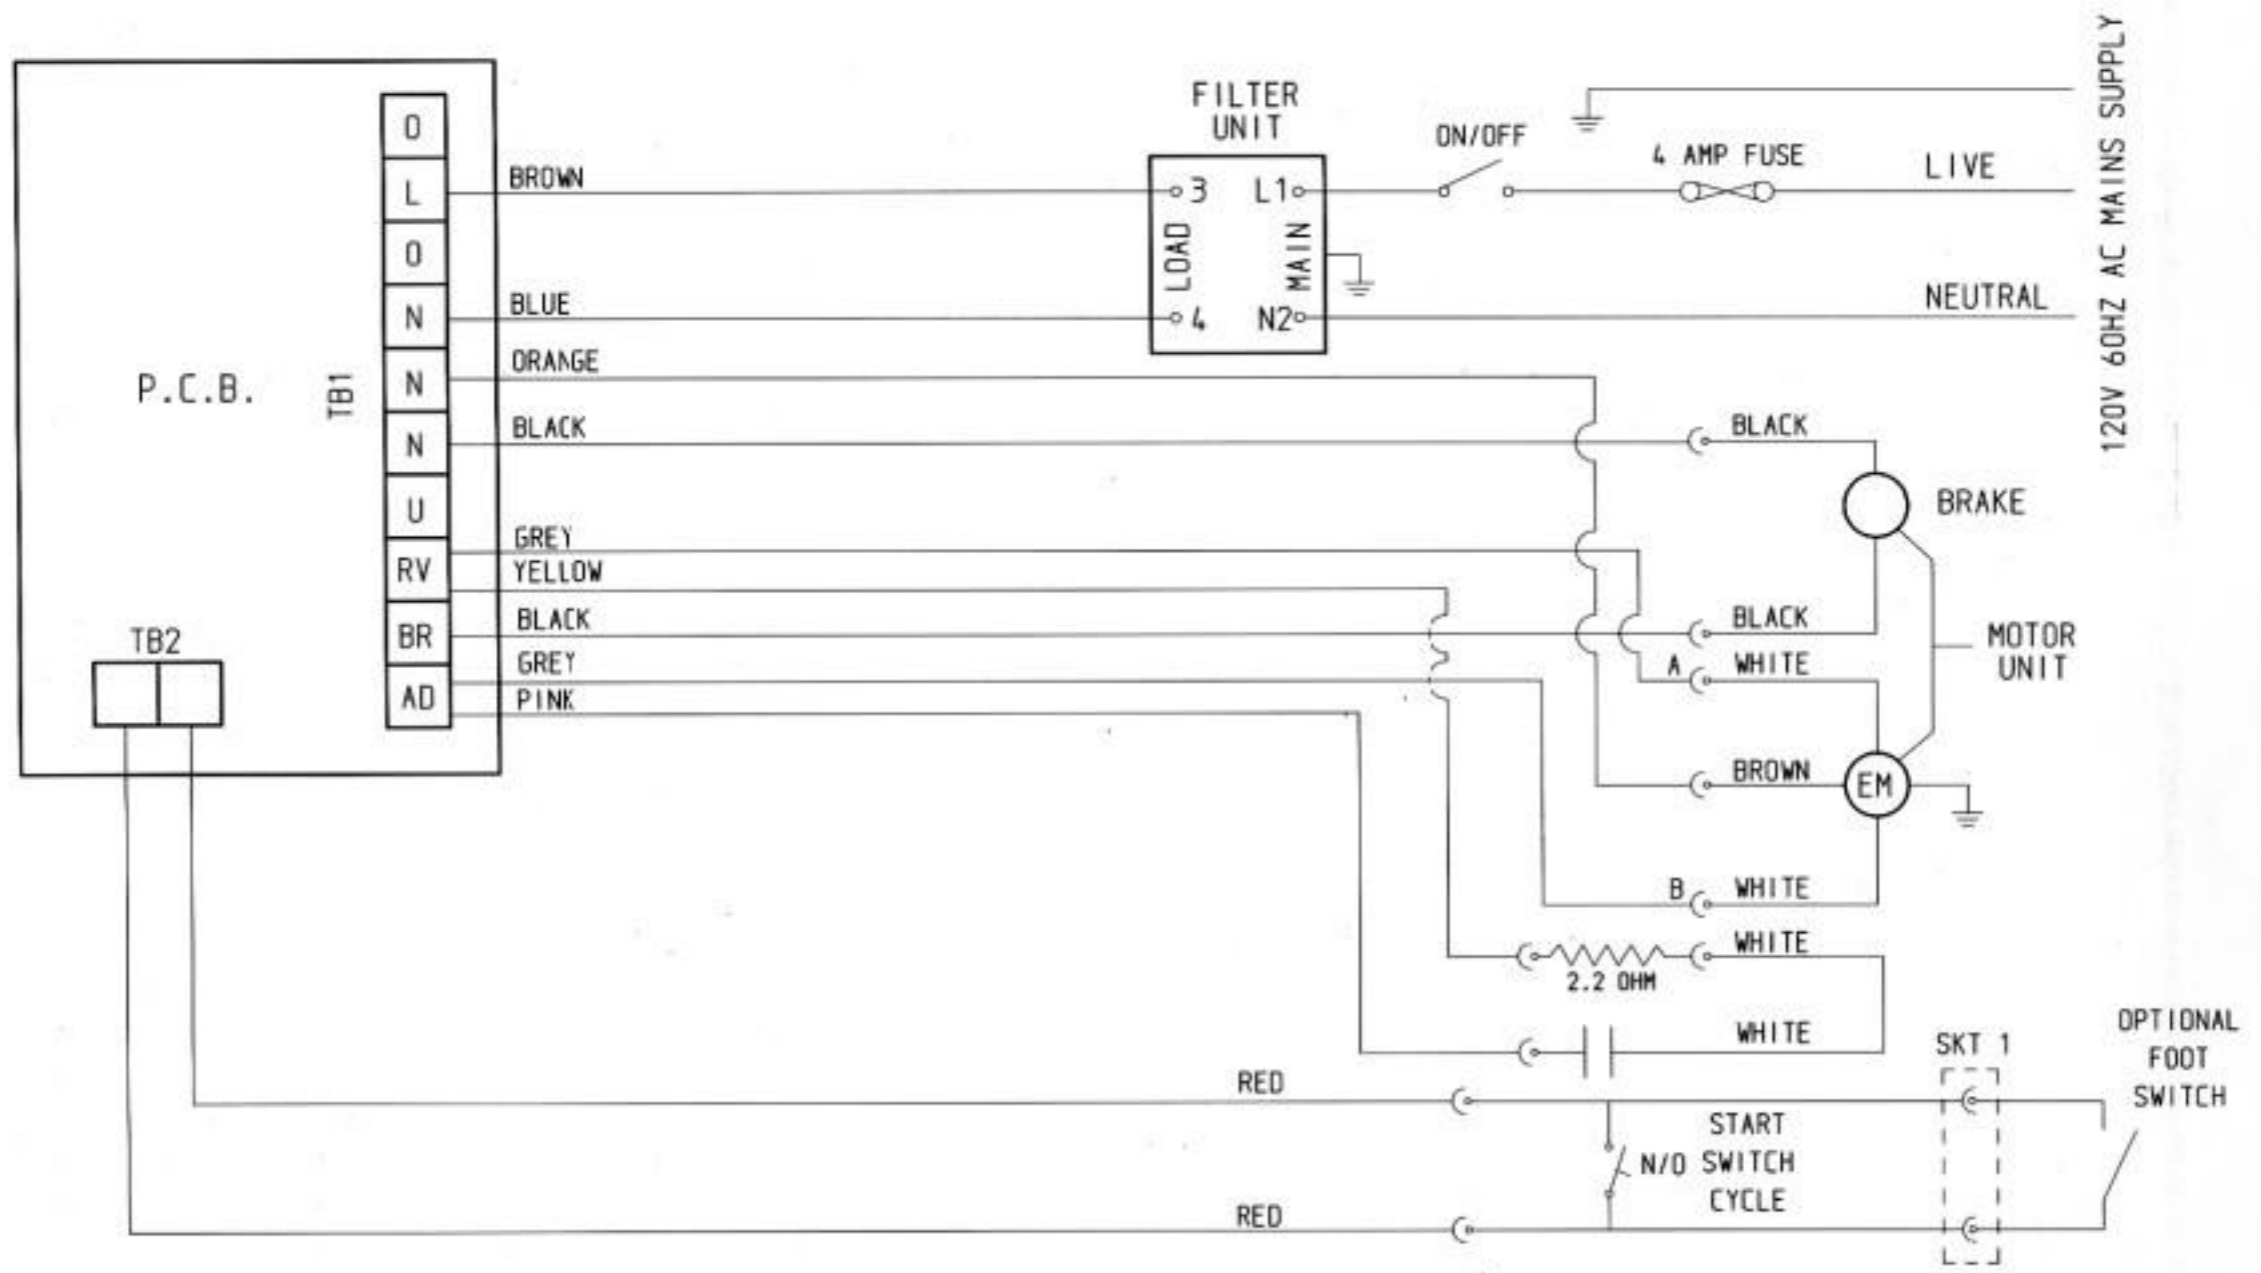 120V 60HZ AC MAINS SUPPLY
FILTER
UNIT
ON/OFF
4 AMP FUSE
LIVE
NEUTRAL
3
L1
LOAD
MAIN
4
N2
P.C.B.
TB1
O
L
O
N
N
N
U
RV
BR
AD
BROWN
BLUE
ORANGE
BLACK
GREY
YELLOW
BLACK
GREY
PINK
TB2
BLACK
BRAKE
BLACK
MOTOR
UNIT
A
WHITE
BROWN
EM
B
WHITE
WHITE
2.2 OHM
WHITE
RED
RED
START
N/O SWITCH
CYCLE
SKT 1
OPTIONAL
FOOT
SWITCH